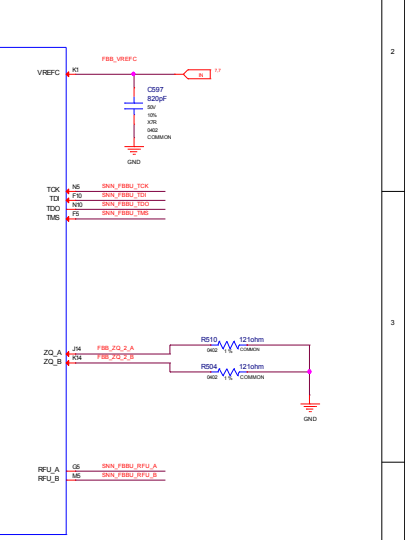 2
FBB_VREFC
VREFC K1
IN 7.7
C597
820pF
50V
10%
X7R
0402
COMMON
GND
TCK N5 SNN_FBBU_TCK
TDI F10 SNN_FBBU_TDI
TDO N10 SNN_FBBU_TDO
TMS F5 SNN_FBBU_TMS
3
R510 121ohm
0402 1% COMMON
ZQ_A J14 FBB_ZQ_2_A
ZQ_B K14 FBB_ZQ_2_B
R504 121ohm
0402 1% COMMON
GND
RFU_A G5 SNN_FBBU_RFU_A
RFU_B M5 SNN_FBBU_RFU_B